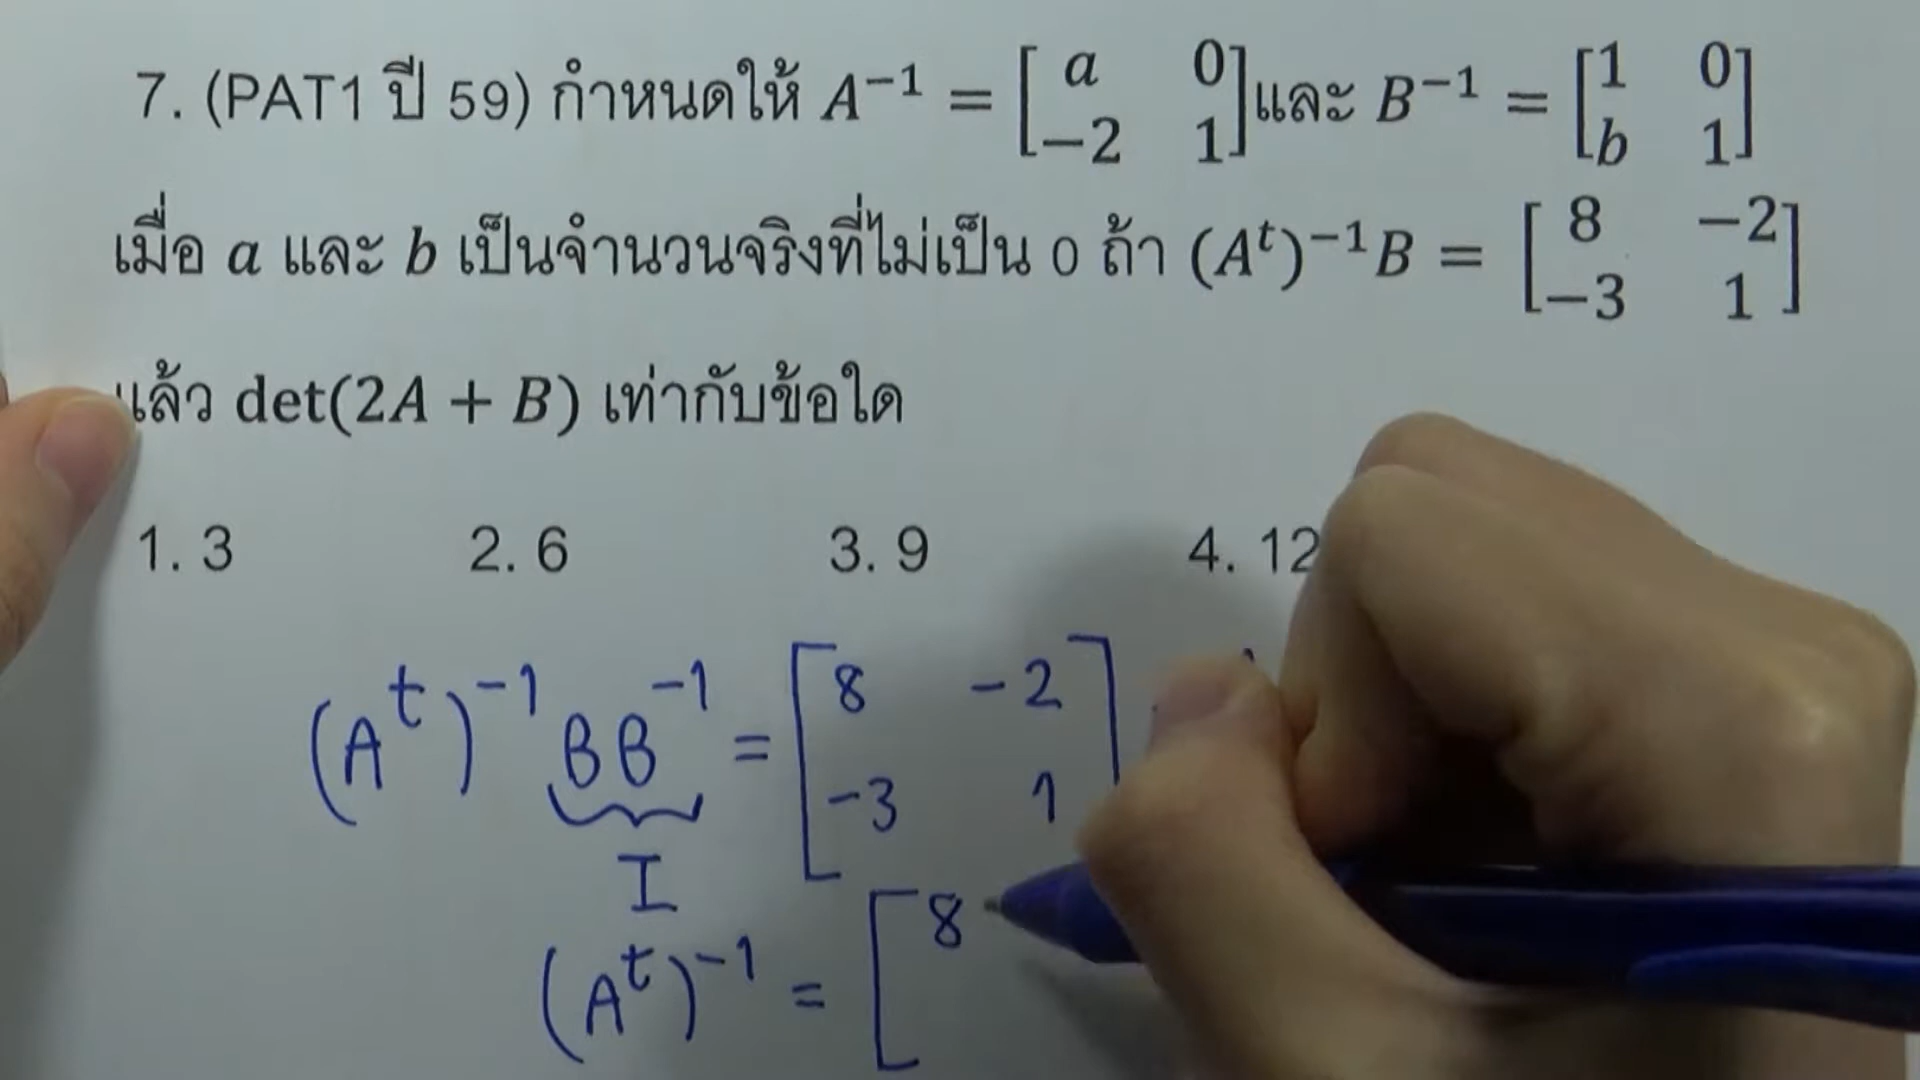 7. (PAT1 ปี 59) กำหนดให้ A⁻¹ = [a 0; −2 1] และ B⁻¹ = [1 0; b 1]
เมื่อ a และ b เป็นจำนวนจริงที่ไม่เป็น 0 ถ้า (Aᵗ)⁻¹B = [8 −2; −3 1]
แล้ว det(2A + B) เท่ากับข้อใด
1. 3 2. 6 3. 9 4. 12
(Aᵗ)⁻¹BB⁻¹ = [8 -2; -3 1]
I
(Aᵗ)⁻¹ = [8